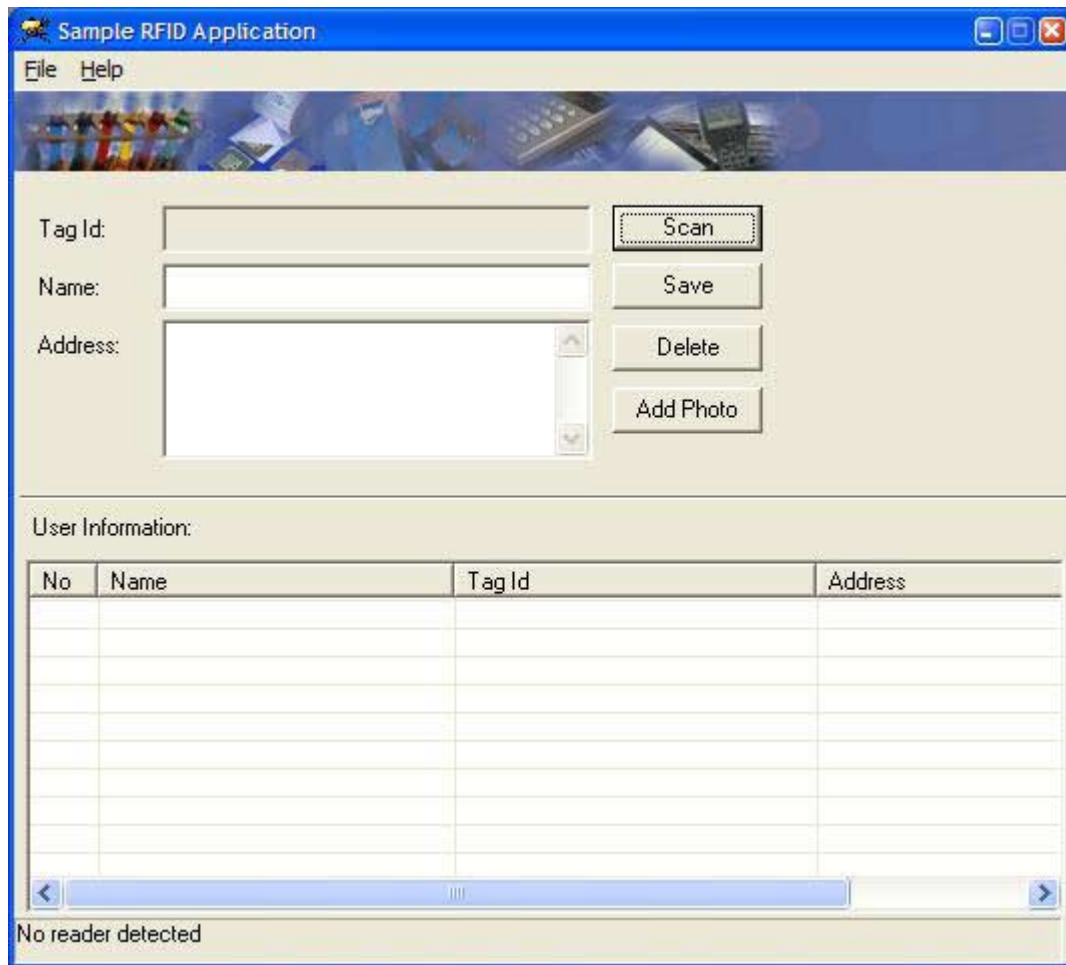 Sample RFID Application
File Help
Tag Id: Scan
Name: Save
Address: Delete
Add Photo
User Information:
No Name Tag Id Address
No reader detected